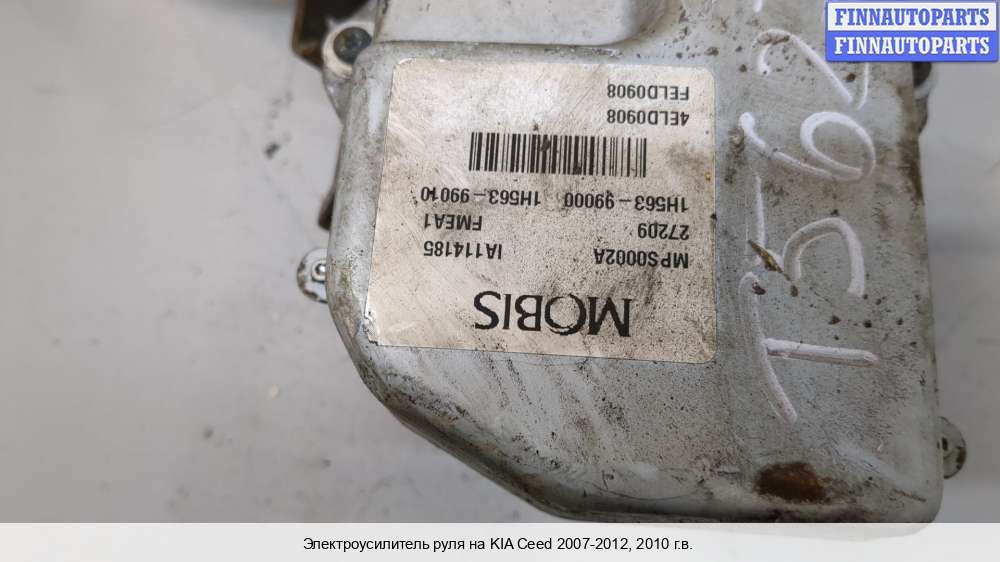 FINNAUTOPARTS
FINNAUTOPARTS
MOBIS
MPS0002A IA114185
27209 FMEA1
1H563-99000 1H563-99010
4ELD0908
FELD0908
Электроусилитель руля на KIA Ceed 2007-2012, 2010 г.в.